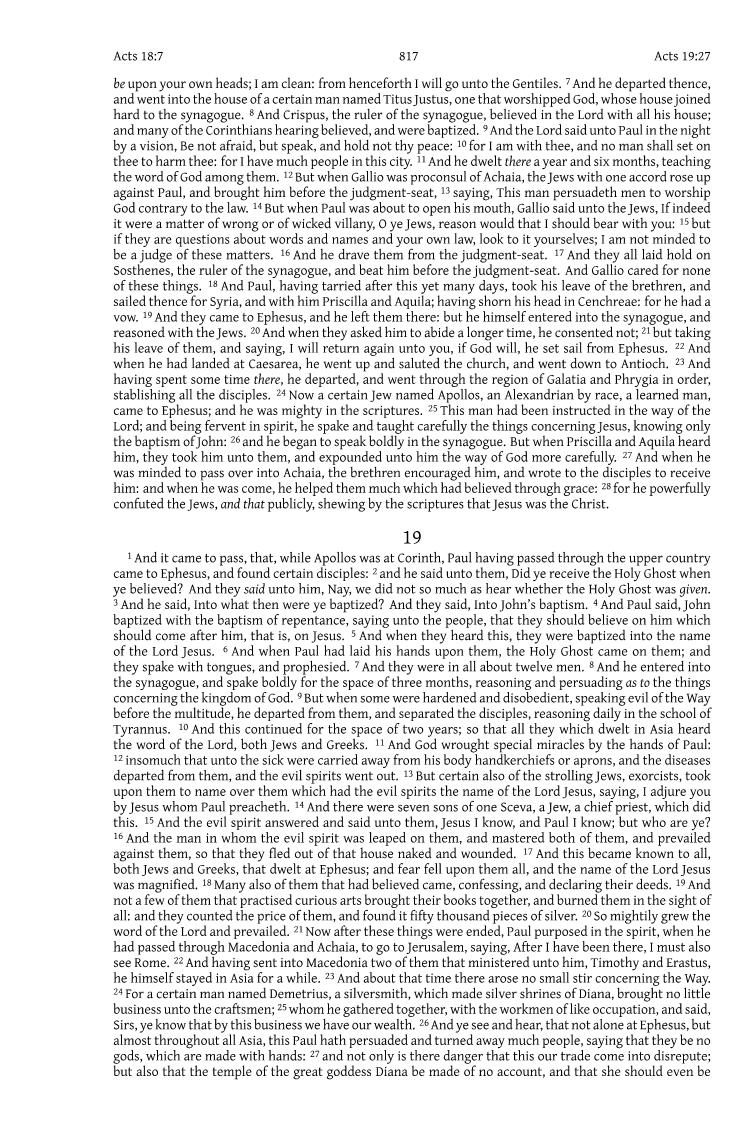 Acts 18:7 817 Acts 19:27
be upon your own heads; I am clean: from henceforth I will go unto the Gentiles. 7 And he departed thence,
and went into the house of a certain man named Titus Justus, one that worshipped God, whose house joined
hard to the synagogue. 8 And Crispus, the ruler of the synagogue, believed in the Lord with all his house;
and many of the Corinthians hearing believed, and were baptized. 9 And the Lord said unto Paul in the night
by a vision, Be not afraid, but speak, and hold not thy peace: 10 for I am with thee, and no man shall set on
thee to harm thee: for I have much people in this city. 11 And he dwelt there a year and six months, teaching
the word of God among them. 12 But when Gallio was proconsul of Achaia, the Jews with one accord rose up
against Paul, and brought him before the judgment-seat, 13 saying, This man persuadeth men to worship
God contrary to the law. 14 But when Paul was about to open his mouth, Gallio said unto the Jews, If indeed
it were a matter of wrong or of wicked villany, O ye Jews, reason would that I should bear with you: 15 but
if they are questions about words and names and your own law, look to it yourselves; I am not minded to
be a judge of these matters. 16 And he drave them from the judgment-seat. 17 And they all laid hold on
Sosthenes, the ruler of the synagogue, and beat him before the judgment-seat. And Gallio cared for none
of these things. 18 And Paul, having tarried after this yet many days, took his leave of the brethren, and
sailed thence for Syria, and with him Priscilla and Aquila; having shorn his head in Cenchreae: for he had a
vow. 19 And they came to Ephesus, and he left them there: but he himself entered into the synagogue, and
reasoned with the Jews. 20 And when they asked him to abide a longer time, he consented not; 21 but taking
his leave of them, and saying, I will return again unto you, if God will, he set sail from Ephesus. 22 And
when he had landed at Caesarea, he went up and saluted the church, and went down to Antioch. 23 And
having spent some time there, he departed, and went through the region of Galatia and Phrygia in order,
stablishing all the disciples. 24 Now a certain Jew named Apollos, an Alexandrian by race, a learned man,
came to Ephesus; and he was mighty in the scriptures. 25 This man had been instructed in the way of the
Lord; and being fervent in spirit, he spake and taught carefully the things concerning Jesus, knowing only
the baptism of John: 26 and he began to speak boldly in the synagogue. But when Priscilla and Aquila heard
him, they took him unto them, and expounded unto him the way of God more carefully. 27 And when he
was minded to pass over into Achaia, the brethren encouraged him, and wrote to the disciples to receive
him: and when he was come, he helped them much which had believed through grace: 28 for he powerfully
confuted the Jews, and that publicly, shewing by the scriptures that Jesus was the Christ.
19
1 And it came to pass, that, while Apollos was at Corinth, Paul having passed through the upper country
came to Ephesus, and found certain disciples: 2 and he said unto them, Did ye receive the Holy Ghost when
ye believed? And they said unto him, Nay, we did not so much as hear whether the Holy Ghost was given.
3 And he said, Into what then were ye baptized? And they said, Into John's baptism. 4 And Paul said, John
baptized with the baptism of repentance, saying unto the people, that they should believe on him which
should come after him, that is, on Jesus. 5 And when they heard this, they were baptized into the name
of the Lord Jesus. 6 And when Paul had laid his hands upon them, the Holy Ghost came on them; and
they spake with tongues, and prophesied. 7 And they were in all about twelve men. 8 And he entered into
the synagogue, and spake boldly for the space of three months, reasoning and persuading as to the things
concerning the kingdom of God. 9 But when some were hardened and disobedient, speaking evil of the Way
before the multitude, he departed from them, and separated the disciples, reasoning daily in the school of
Tyrannus. 10 And this continued for the space of two years; so that all they which dwelt in Asia heard
the word of the Lord, both Jews and Greeks. 11 And God wrought special miracles by the hands of Paul:
12 insomuch that unto the sick were carried away from his body handkerchiefs or aprons, and the diseases
departed from them, and the evil spirits went out. 13 But certain also of the strolling Jews, exorcists, took
upon them to name over them which had the evil spirits the name of the Lord Jesus, saying, I adjure you
by Jesus whom Paul preacheth. 14 And there were seven sons of one Sceva, a Jew, a chief priest, which did
this. 15 And the evil spirit answered and said unto them, Jesus I know, and Paul I know; but who are ye?
16 And the man in whom the evil spirit was leaped on them, and mastered both of them, and prevailed
against them, so that they fled out of that house naked and wounded. 17 And this became known to all,
both Jews and Greeks, that dwelt at Ephesus; and fear fell upon them all, and the name of the Lord Jesus
was magnified. 18 Many also of them that had believed came, confessing, and declaring their deeds. 19 And
not a few of them that practised curious arts brought their books together, and burned them in the sight of
all: and they counted the price of them, and found it fifty thousand pieces of silver. 20 So mightily grew the
word of the Lord and prevailed. 21 Now after these things were ended, Paul purposed in the spirit, when he
had passed through Macedonia and Achaia, to go to Jerusalem, saying, After I have been there, I must also
see Rome. 22 And having sent into Macedonia two of them that ministered unto him, Timothy and Erastus,
he himself stayed in Asia for a while. 23 And about that time there arose no small stir concerning the Way.
24 For a certain man named Demetrius, a silversmith, which made silver shrines of Diana, brought no little
business unto the craftsmen; 25 whom he gathered together, with the workmen of like occupation, and said,
Sirs, ye know that by this business we have our wealth. 26 And ye see and hear, that not alone at Ephesus, but
almost throughout all Asia, this Paul hath persuaded and turned away much people, saying that they be no
gods, which are made with hands: 27 and not only is there danger that this our trade come into disrepute;
but also that the temple of the great goddess Diana be made of no account, and that she should even be